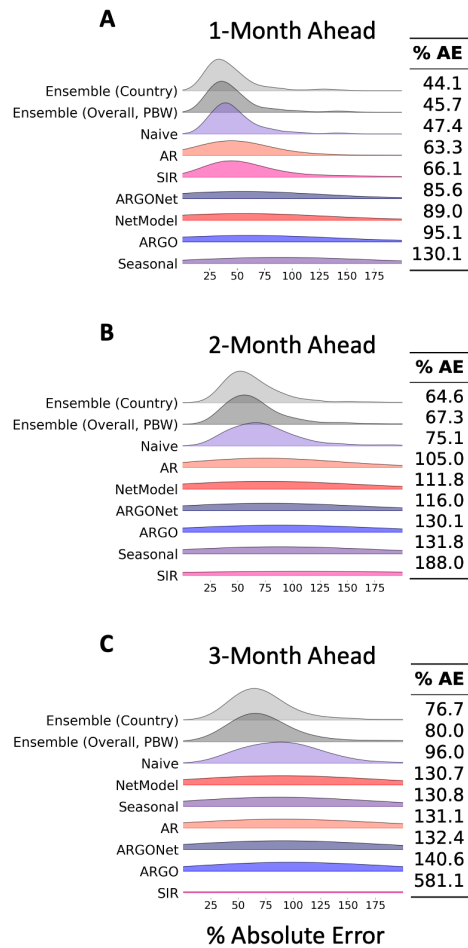 A
1-Month Ahead
% AE
Ensemble (Country) 44.1
Ensemble (Overall, PBW) 45.7
Naive 47.4
AR 63.3
SIR 66.1
ARGONet 85.6
NetModel 89.0
ARGO 95.1
Seasonal 130.1
25 50 75 100 125 150 175
B
2-Month Ahead
% AE
Ensemble (Country) 64.6
Ensemble (Overall, PBW) 67.3
Naive 75.1
AR 105.0
NetModel 111.8
ARGONet 116.0
ARGO 130.1
Seasonal 131.8
SIR 188.0
25 50 75 100 125 150 175
C
3-Month Ahead
% AE
Ensemble (Country) 76.7
Ensemble (Overall, PBW) 80.0
Naive 96.0
NetModel 130.7
Seasonal 130.8
AR 131.1
ARGONet 132.4
ARGO 140.6
SIR 581.1
25 50 75 100 125 150 175
% Absolute Error